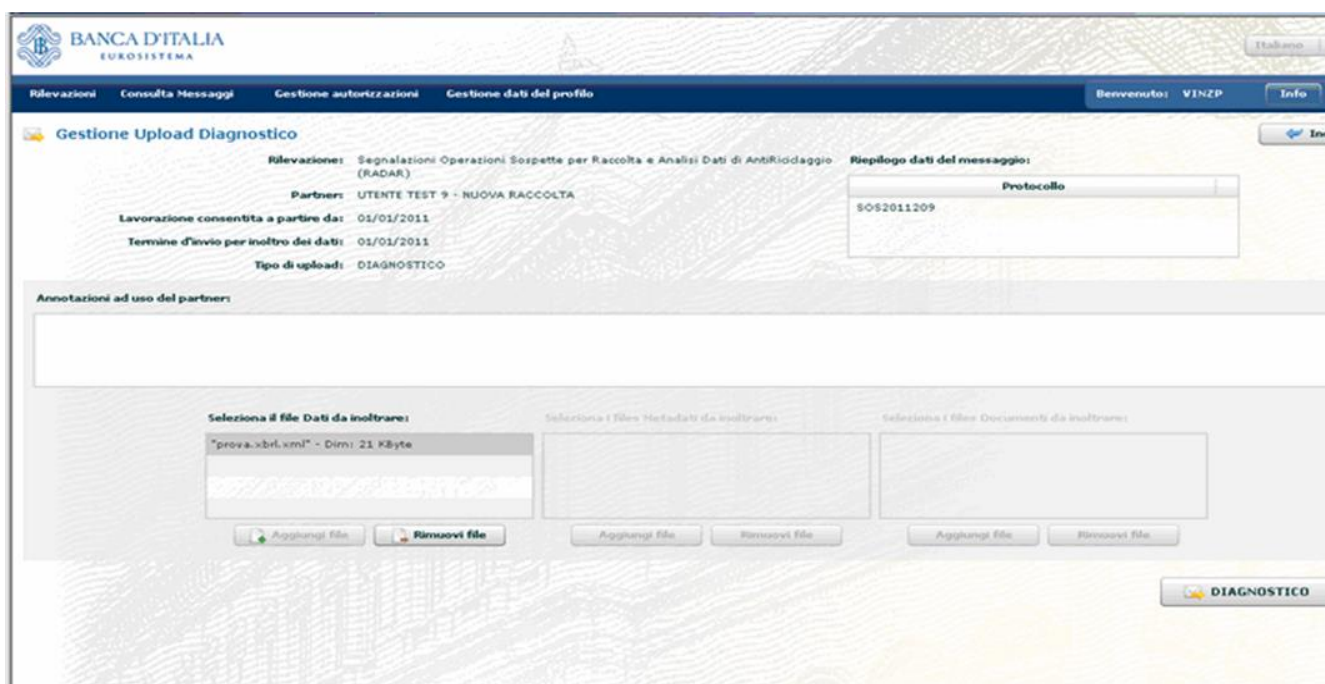 BANCA D'ITALIA
EUROSISTEMA
Italiano
Rilevazioni Consulta Messaggi Gestione autorizzazioni Gestione dati del profilo Benvenuto: VINZP Info
Gestione Upload Diagnostico
Rilevazione: Segnalazioni Operazioni Sospette per Raccolta e Analisi Dati di AntiRiciclaggio
(RADAR)
Partner: UTENTE TEST 9 - NUOVA RACCOLTA
Lavorazione consentita a partire da: 01/01/2011
Termine d'invio per inoltro dei dati: 01/01/2011
Tipo di upload: DIAGNOSTICO
Riepilogo dati del messaggio:
Protocollo
SOS2011209
Annotazioni ad uso del partner:
Seleziona il file Dati da inoltrare: Seleziona i files Metadati da inoltrare: Seleziona i files Documenti da inoltrare:
"prova.xbrl.xml" - Dim: 21 KByte
Aggiungi file Rimuovi file Aggiungi file Rimuovi file Aggiungi file Rimuovi file
DIAGNOSTICO